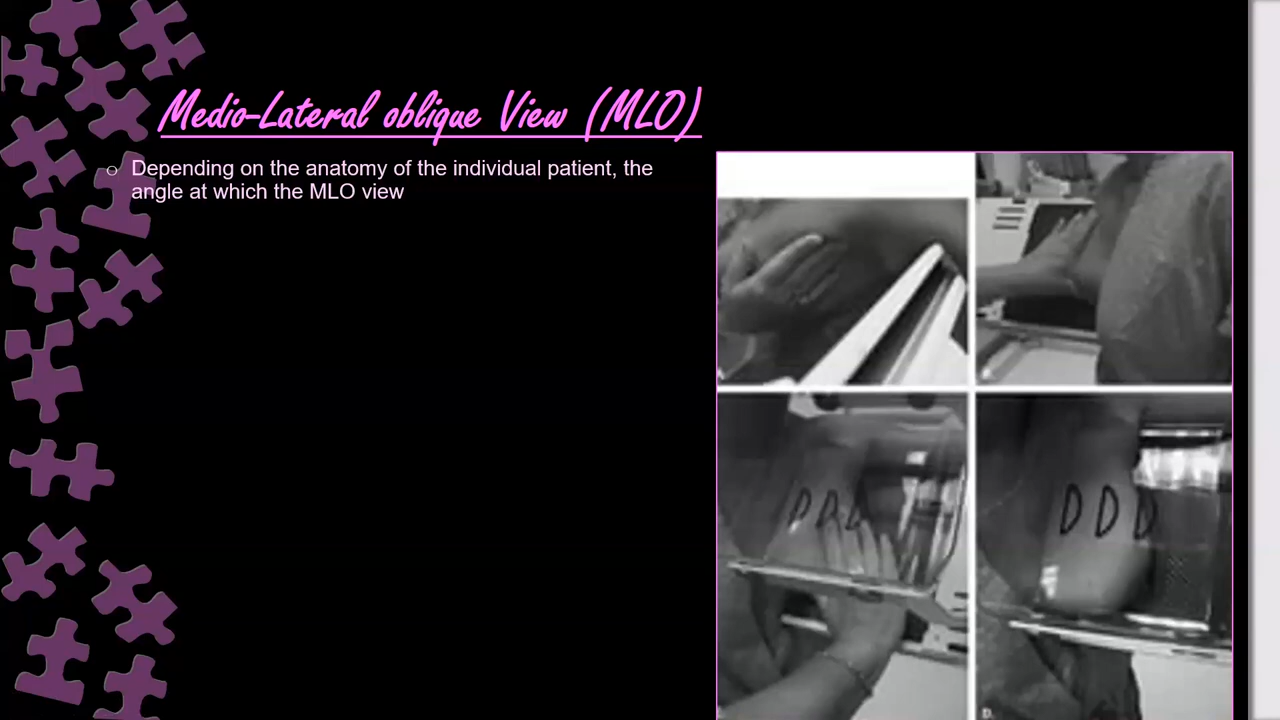 Medio-Lateral oblique View (MLO)
Depending on the anatomy of the individual patient, the
angle at which the MLO view
D D D
D.